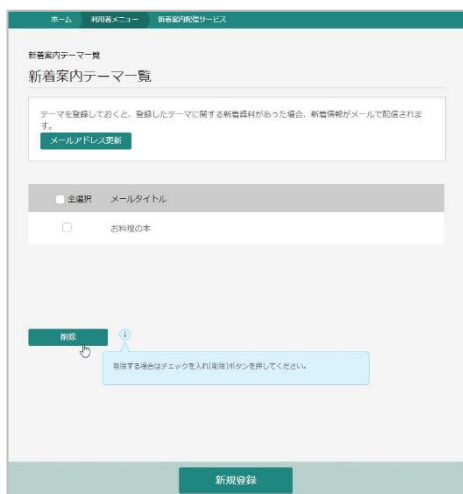 ホーム 利用者メニュー 新着案内配信サービス
新着案内テーマ一覧
新着案内テーマ一覧
テーマを登録しておくと、登録したテーマに関する新着資料があった場合、新着情報がメールで配信されま
す。
メールアドレス更新
全選択 メールタイトル
お料理の本
削除
削除する場合はチェックを入れ[削除]ボタンを押してください。
新規登録